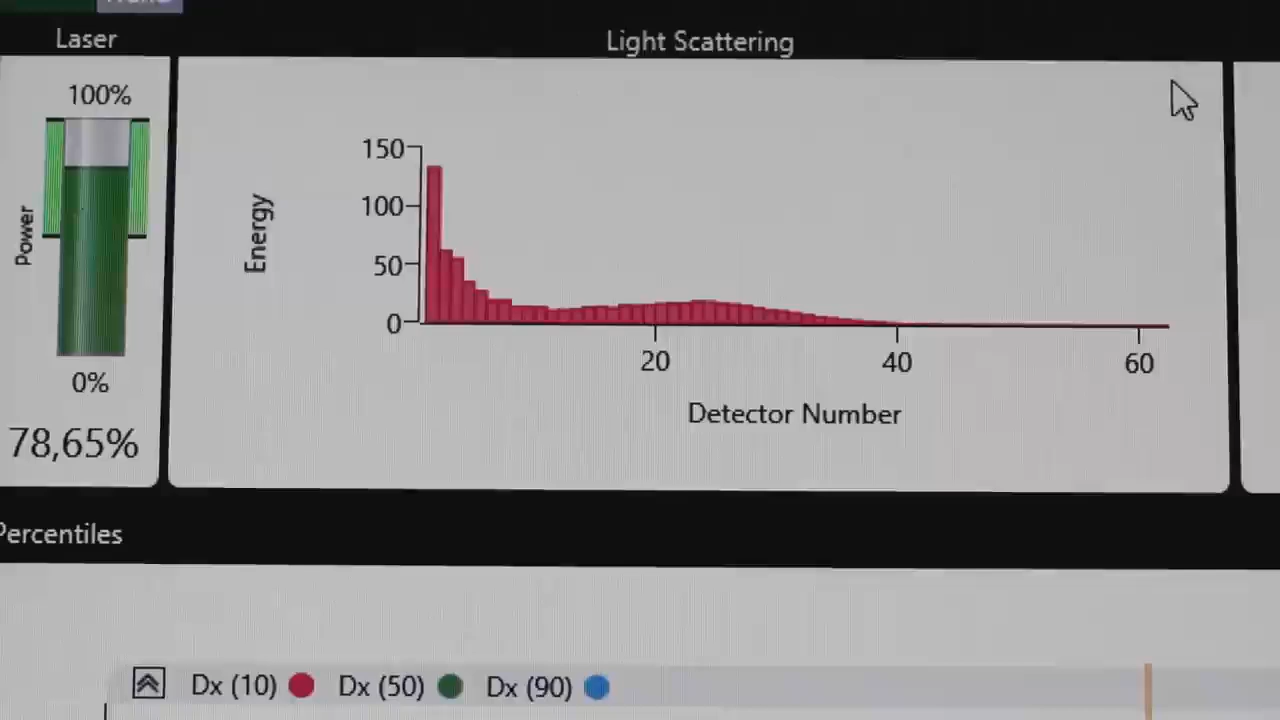 Laser
Light Scattering
100%
Power
0%
78,65%
Energy
150
100
50
0
20
40
60
Detector Number
Percentiles
Dx (10)
Dx (50)
Dx (90)